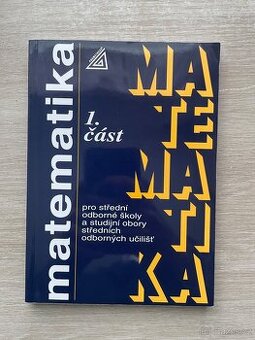 matematika
1.
část
pro střední
odborné školy
a studijní obory
středních
odborných učilišť
MA
TE
MA
TI
KA